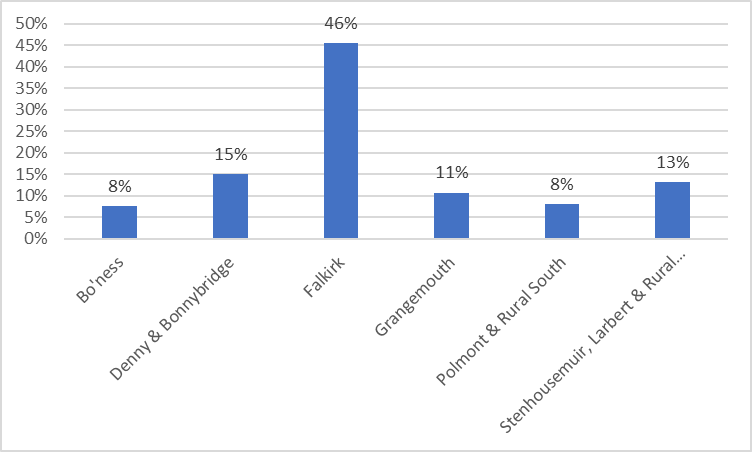 50%
45%
40%
35%
30%
25%
20%
15%
10%
5%
0%
8%
15%
46%
11%
8%
13%
Bo'ness
Denny & Bonnybridge
Falkirk
Grangemouth
Polmont & Rural South
Stenhousemuir, Larbert & Rural...